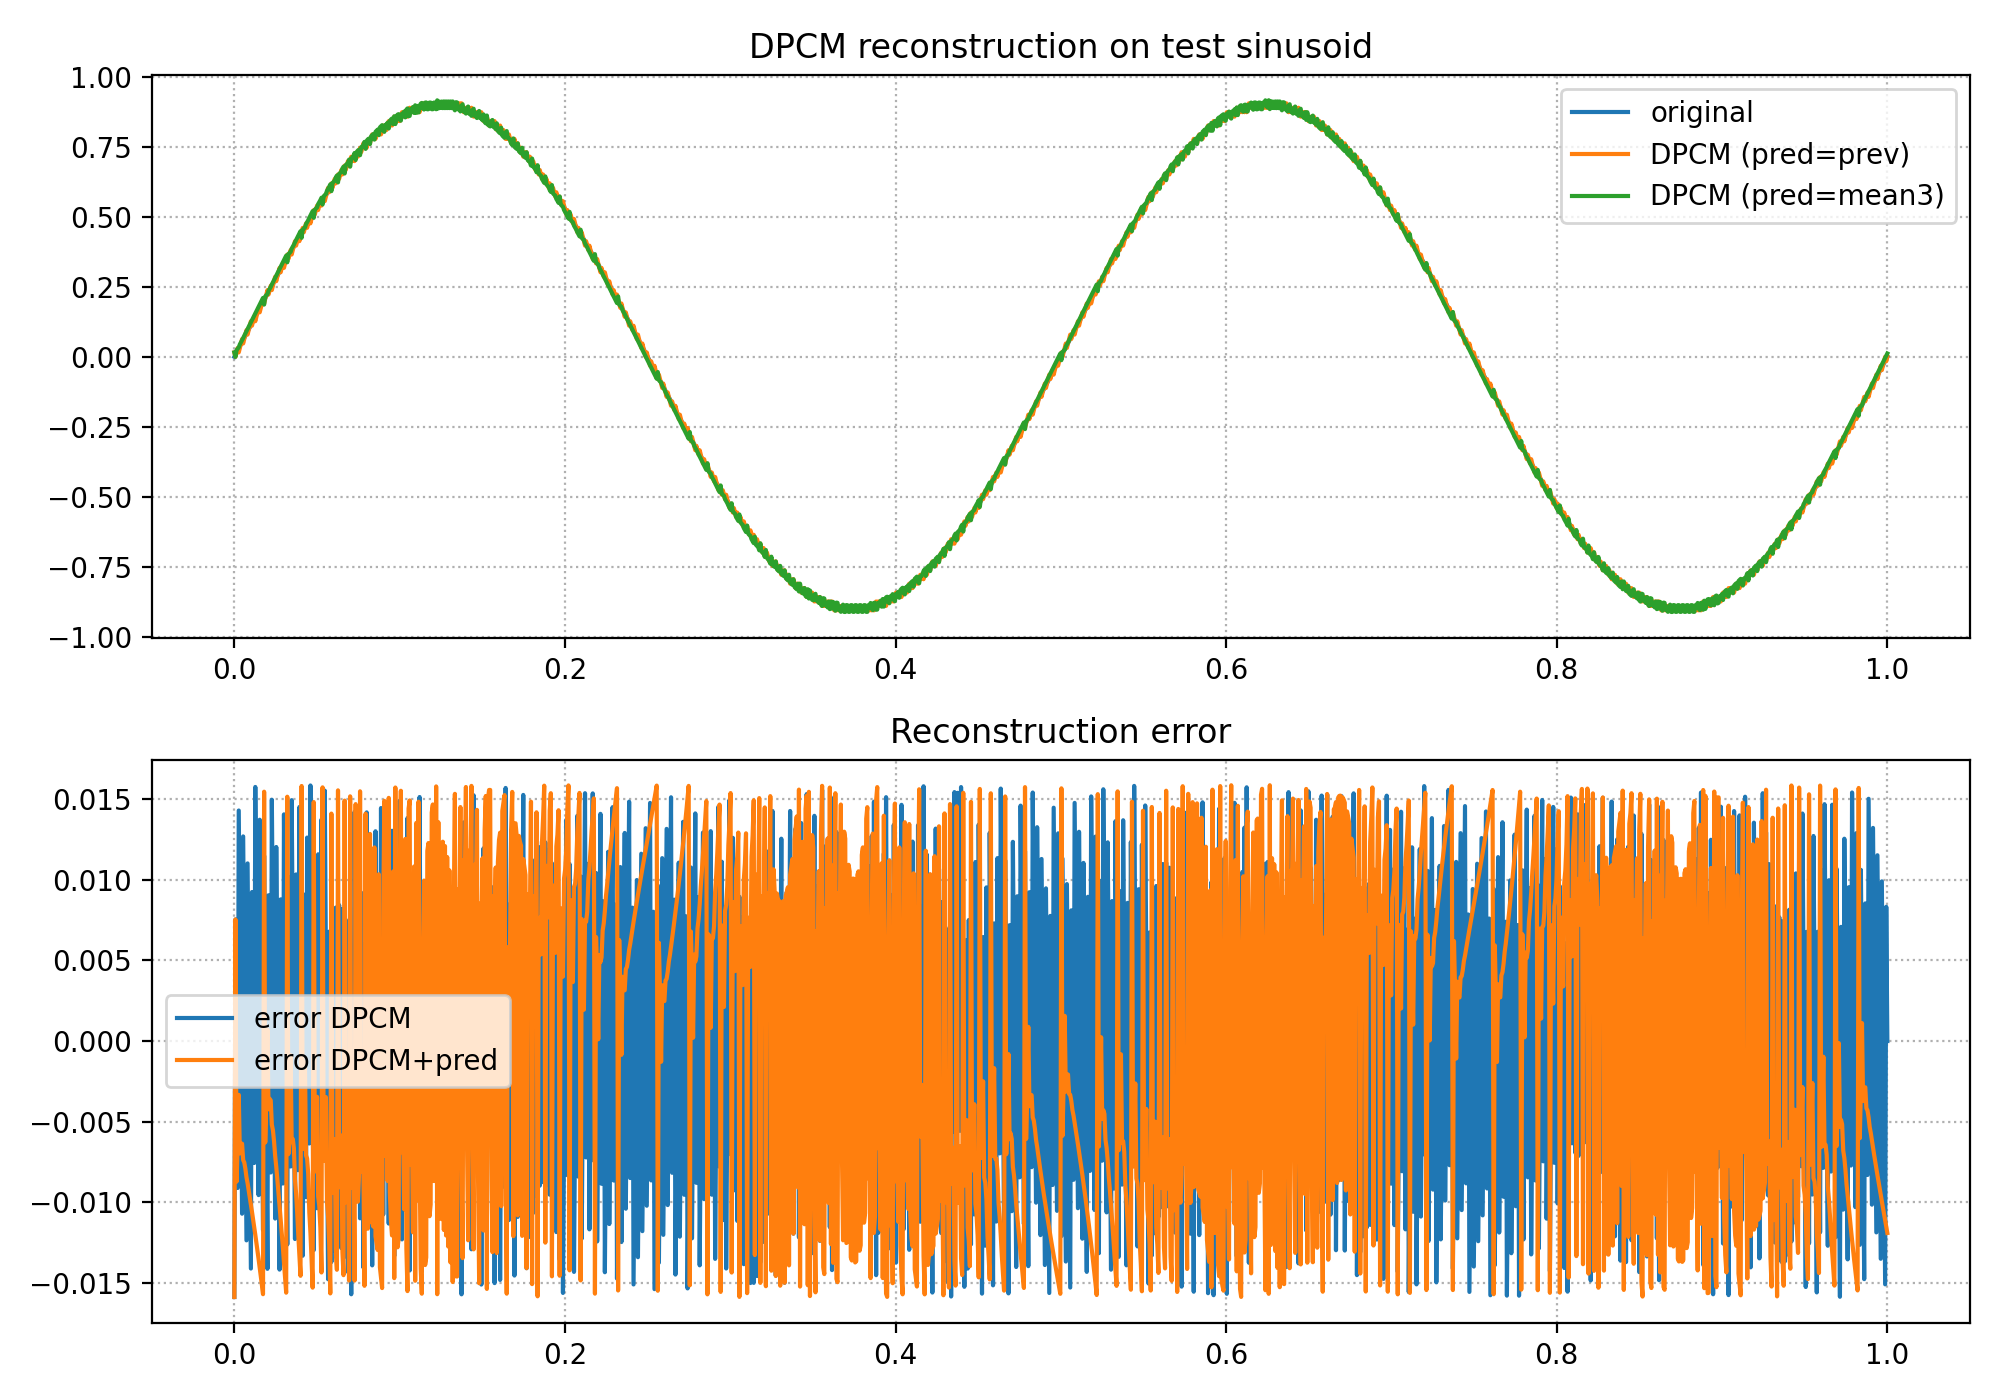 DPCM reconstruction on test sinusoid
1.00
0.75
0.50
0.25
0.00
−0.25
−0.50
−0.75
−1.00
original
DPCM (pred=prev)
DPCM (pred=mean3)
0.0 0.2 0.4 0.6 0.8 1.0
Reconstruction error
0.015
0.010
0.005
0.000
−0.005
−0.010
−0.015
error DPCM
error DPCM+pred
0.0 0.2 0.4 0.6 0.8 1.0